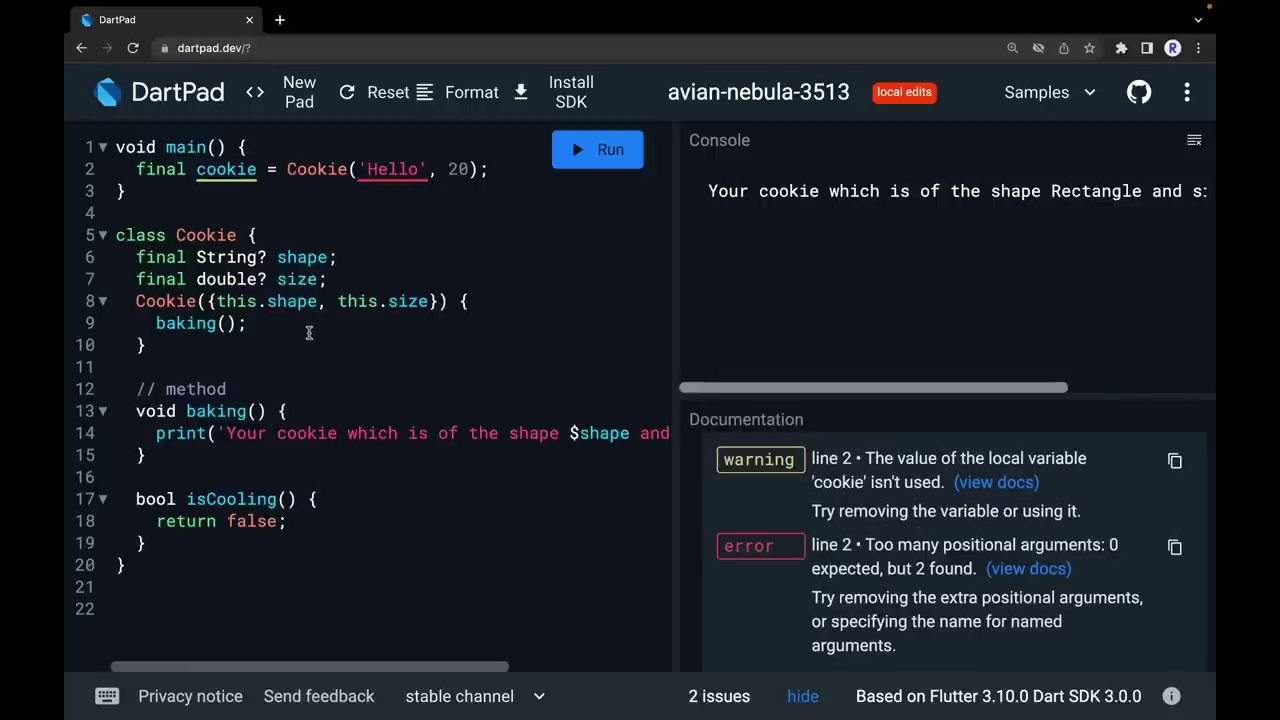 DartPad
dartpad.dev/?
R
DartPad
<> New Pad
Reset
Format
Install SDK
avian-nebula-3513
local edits
Samples
1 void main() {
2 final cookie = Cookie('Hello', 20);
3 }
4
5 class Cookie {
6 final String? shape;
7 final double? size;
8 Cookie({this.shape, this.size}) {
9 baking();
10 }
11
12 // method
13 void baking() {
14 print('Your cookie which is of the shape $shape and
15 }
16
17 bool isCooling() {
18 return false;
19 }
20 }
21
22
Run
Console
Your cookie which is of the shape Rectangle and
Documentation
warning
line 2 • The value of the local variable
'cookie' isn't used. (view docs)
Try removing the variable or using it.
error
line 2 • Too many positional arguments: 0
expected, but 2 found. (view docs)
Try removing the extra positional arguments,
or specifying the name for named
arguments.
Privacy notice
Send feedback
stable channel
2 issues
hide
Based on Flutter 3.10.0 Dart SDK 3.0.0